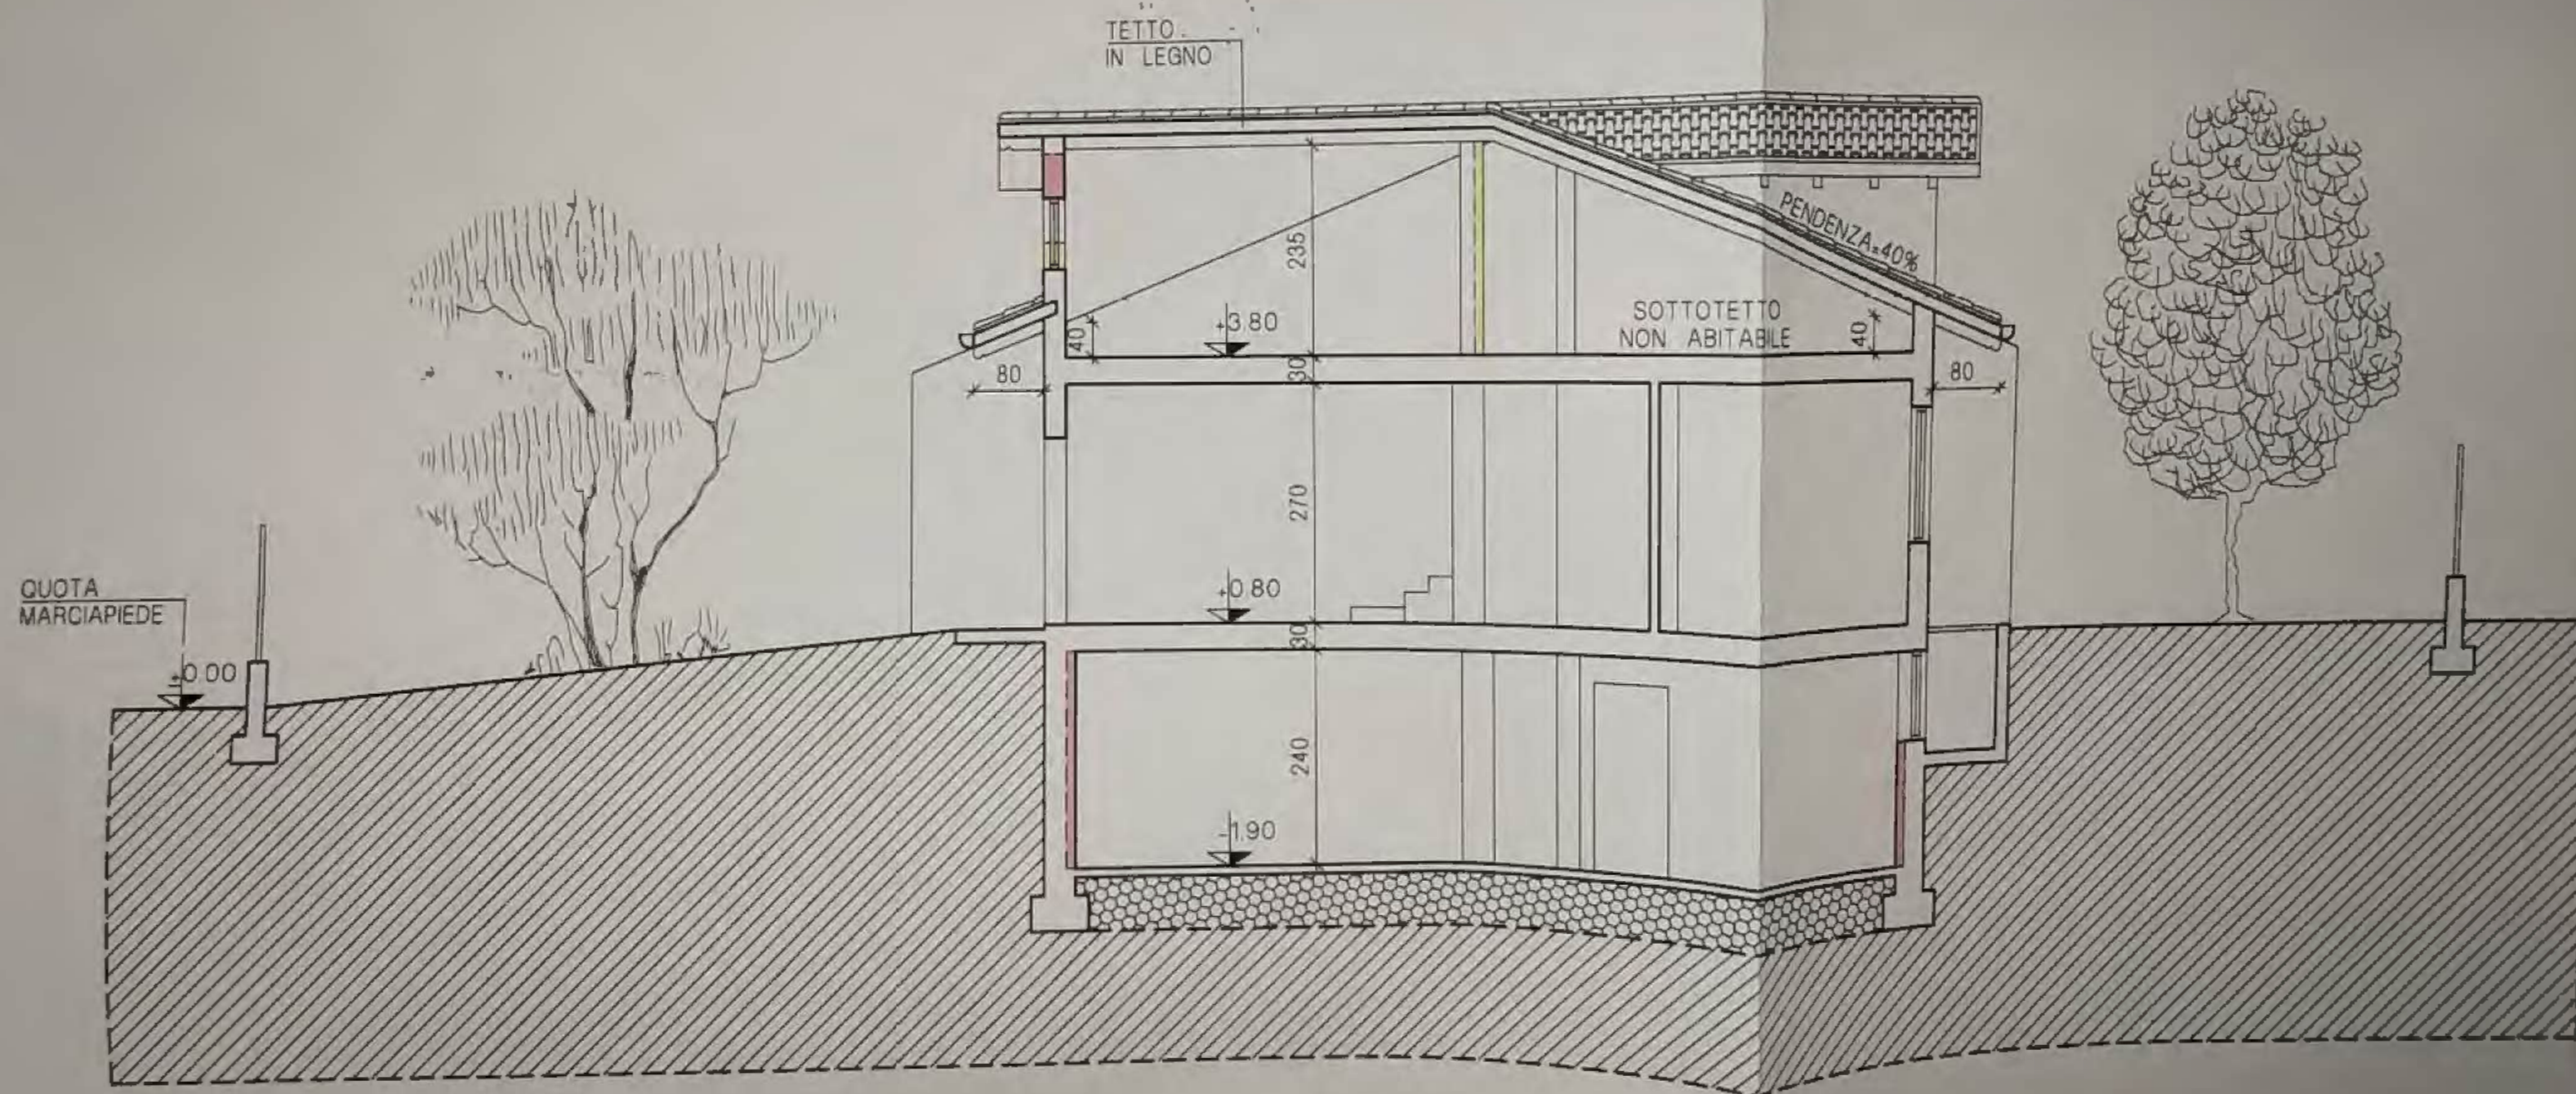 TETTO
IN LEGNO
PENDENZA=40%
235
SOTTOTETTO
NON ABITABILE
+3.80
40
40
30
80
80
270
QUOTA
MARCIAPIEDE
+0.80
30
±0.00
240
-1.90